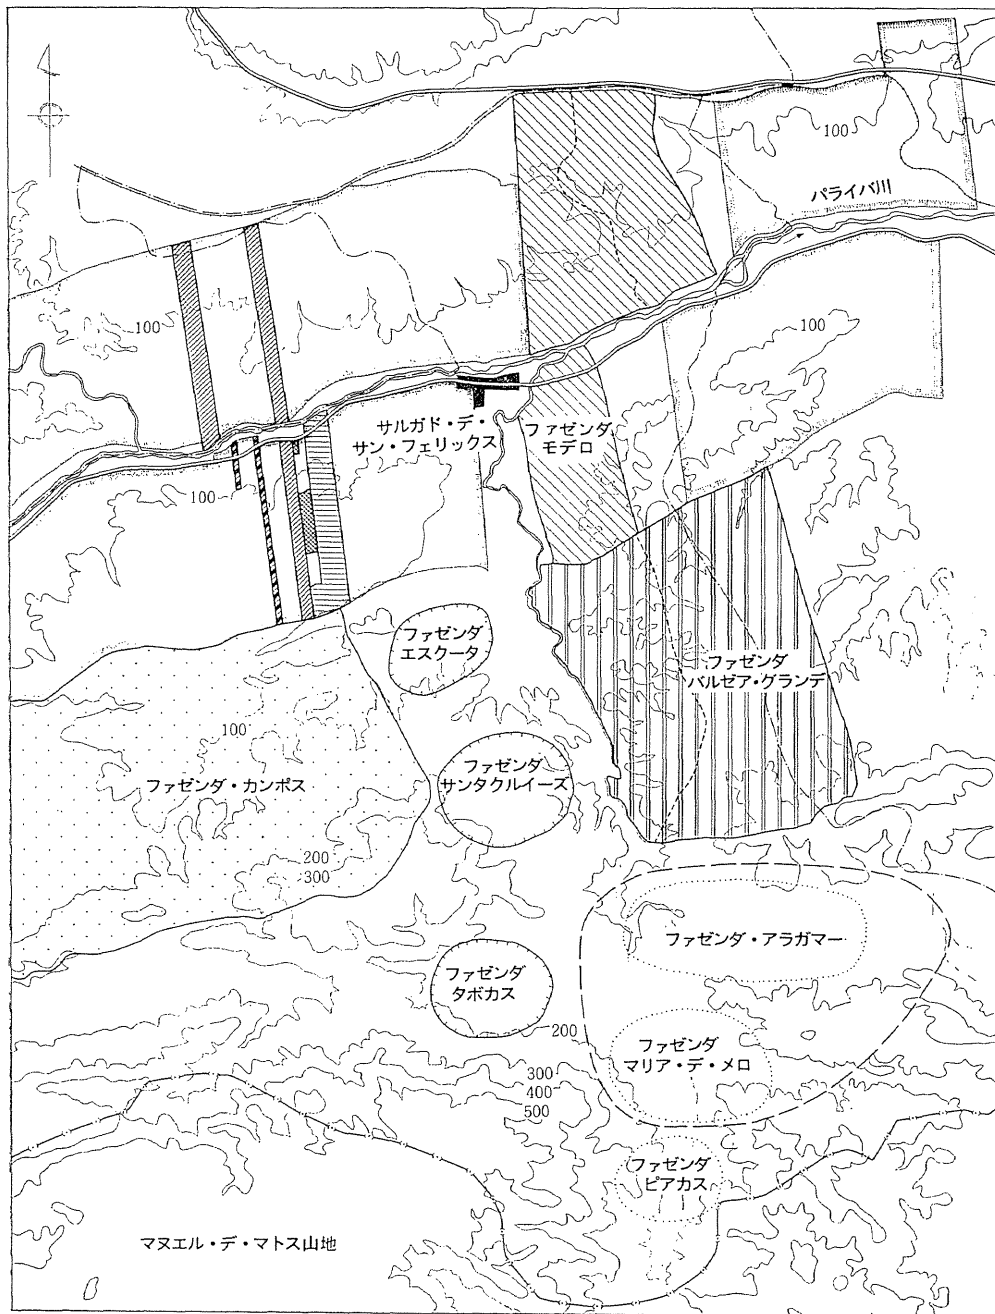 100
パライバ川
100
100
サルガド・デ・
サン・フェリックス
ファゼンダ
モデロ
100
ファゼンダ
エスクータ
ファゼンダ
バルゼア・グランデ
100
ファゼンダ・カンポス
ファゼンダ
サンタクルイーズ
200
300
ファゼンダ・アラガマー
ファゼンダ
タボカス
200
ファゼンダ
マリア・デ・メロ
300
400
500
ファゼンダ
ピアカス
マヌエル・デ・マトス山地